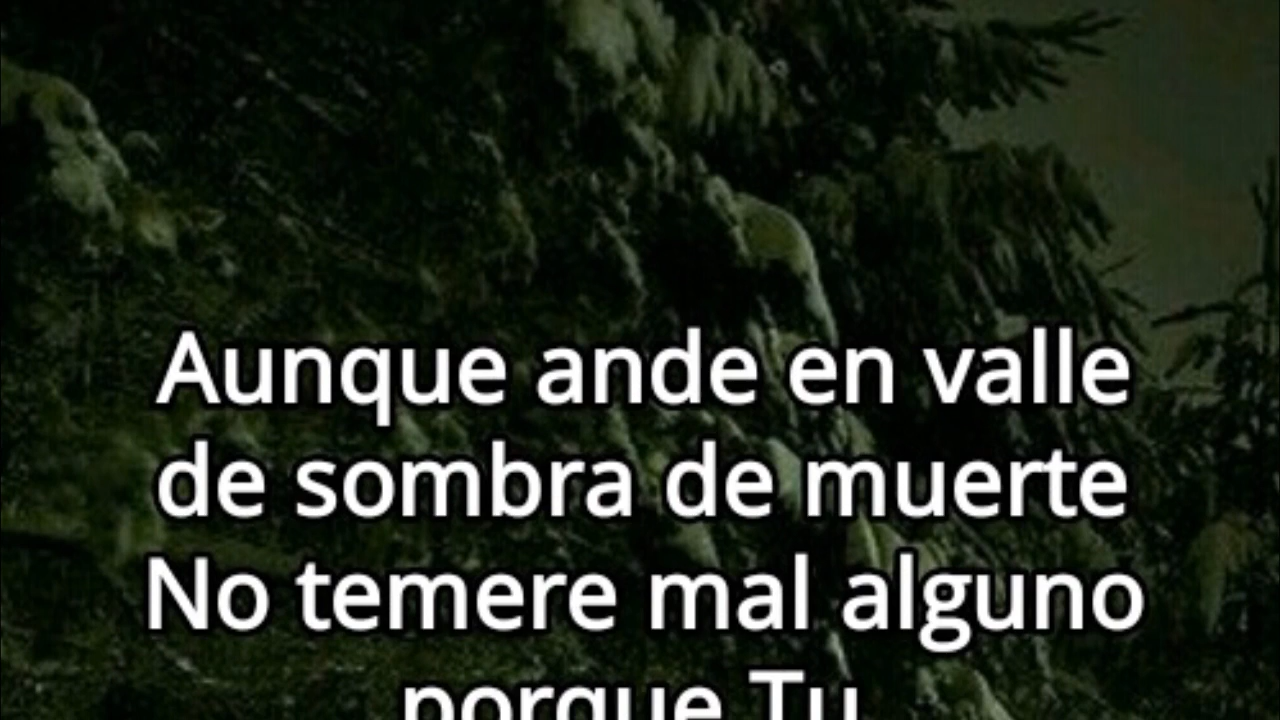 Aunque ande en valle
de sombra de muerte
No temere mal alguno
porque Tu